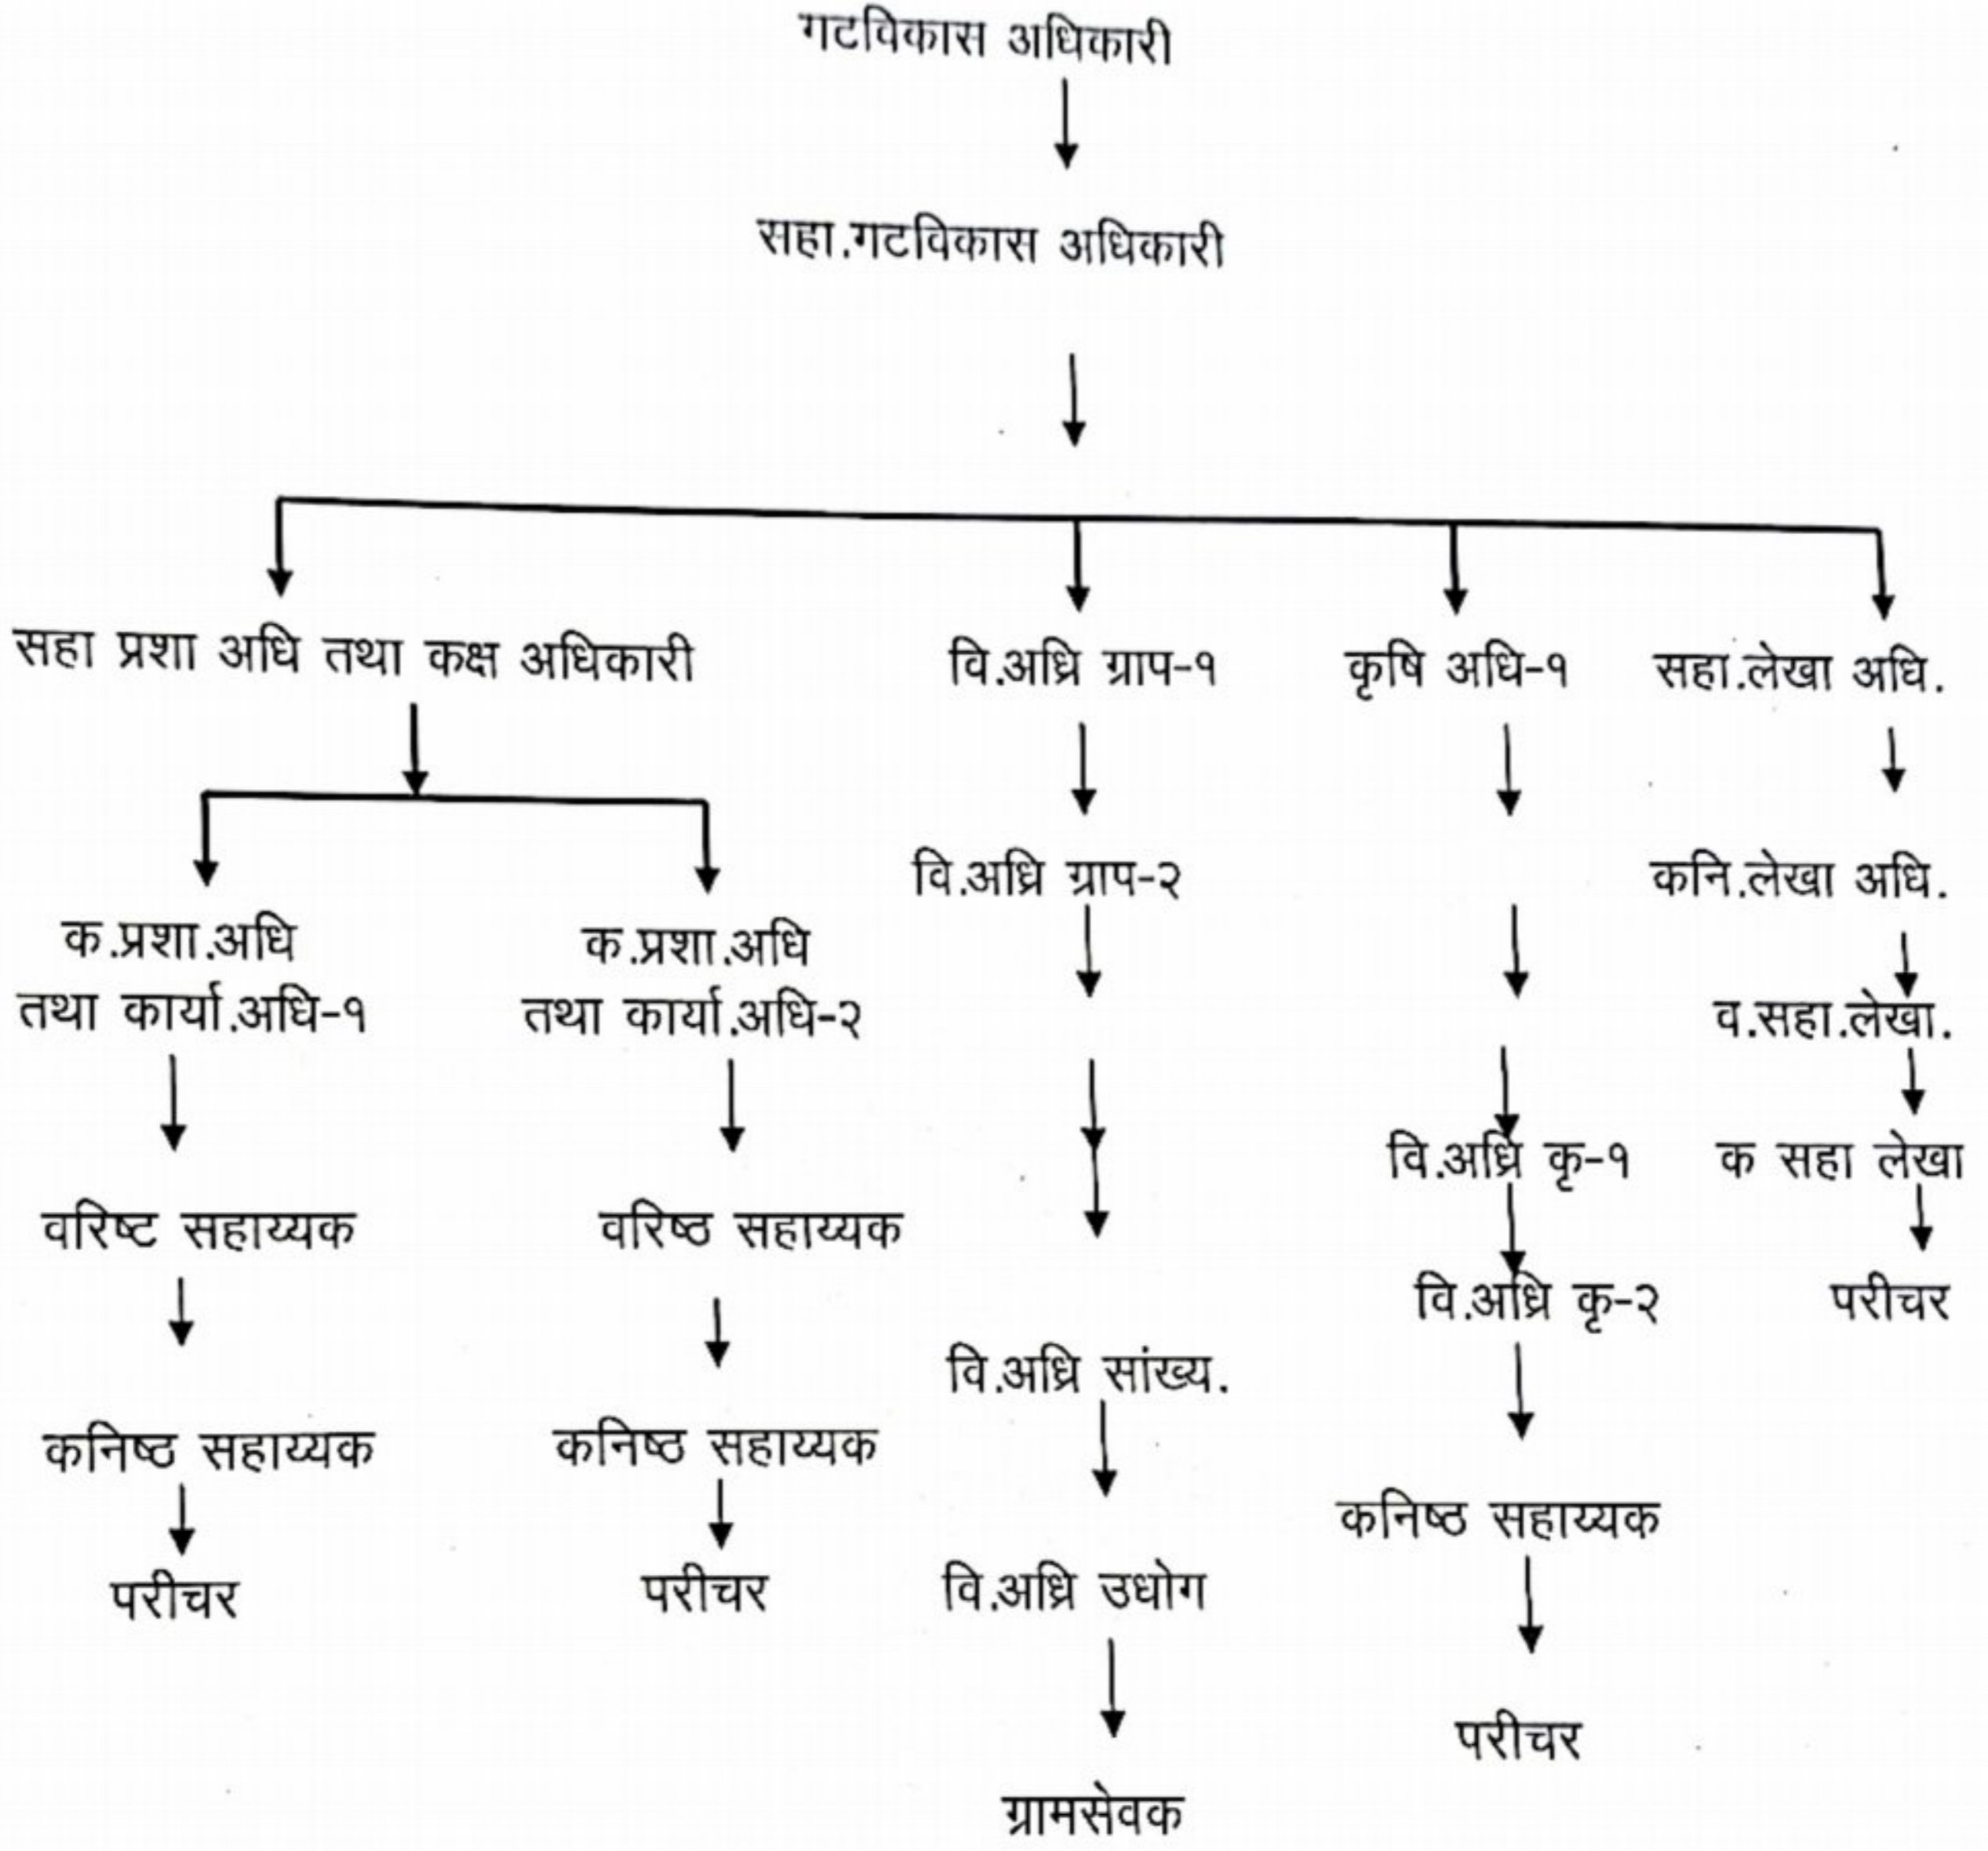 गटविकास अधिकारी
सहा.गटविकास अधिकारी
सहा प्रशा अधि तथा कक्ष अधिकारी
वि.अध्रि ग्राप-१
कृषि अधि-१
सहा.लेखा अधि.
वि.अध्रि ग्राप-२
कनि.लेखा अधि.
क.प्रशा.अधि
तथा कार्या.अधि-१
क.प्रशा.अधि
तथा कार्या.अधि-२
व.सहा.लेखा.
वि.अध्रि कृ-१
क सहा लेखा
वरिष्ट सहाय्यक
वरिष्ठ सहाय्यक
वि.अध्रि कृ-२
परीचर
वि.अध्रि सांख्य.
कनिष्ठ सहाय्यक
कनिष्ठ सहाय्यक
कनिष्ठ सहाय्यक
परीचर
परीचर
वि.अध्रि उधोग
परीचर
ग्रामसेवक